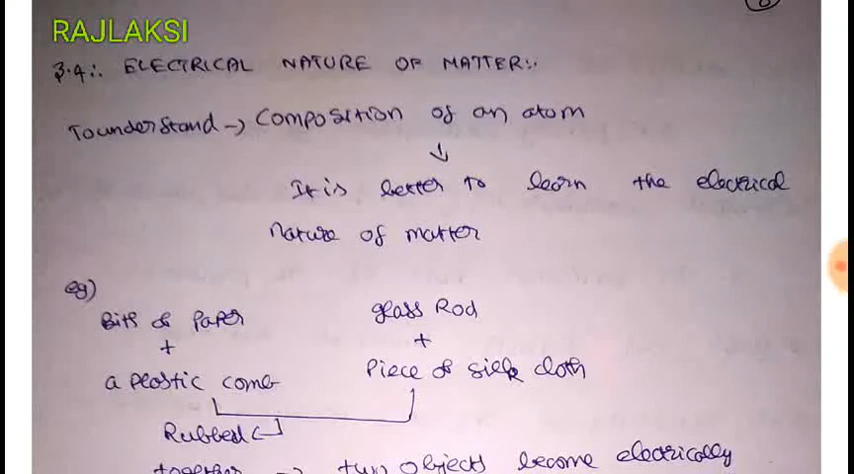 RAJLAKSI
3.4:. ELECTRICAL NATURE OF MATTER:.
To understand → Composition of an atom
↓
It is better to learn the electrical
nature of matter
eg)
Bits of Paper
+
a plastic comb
glass Rod
+
Piece of silk cloth
Rubbed
together → two objects become electrically